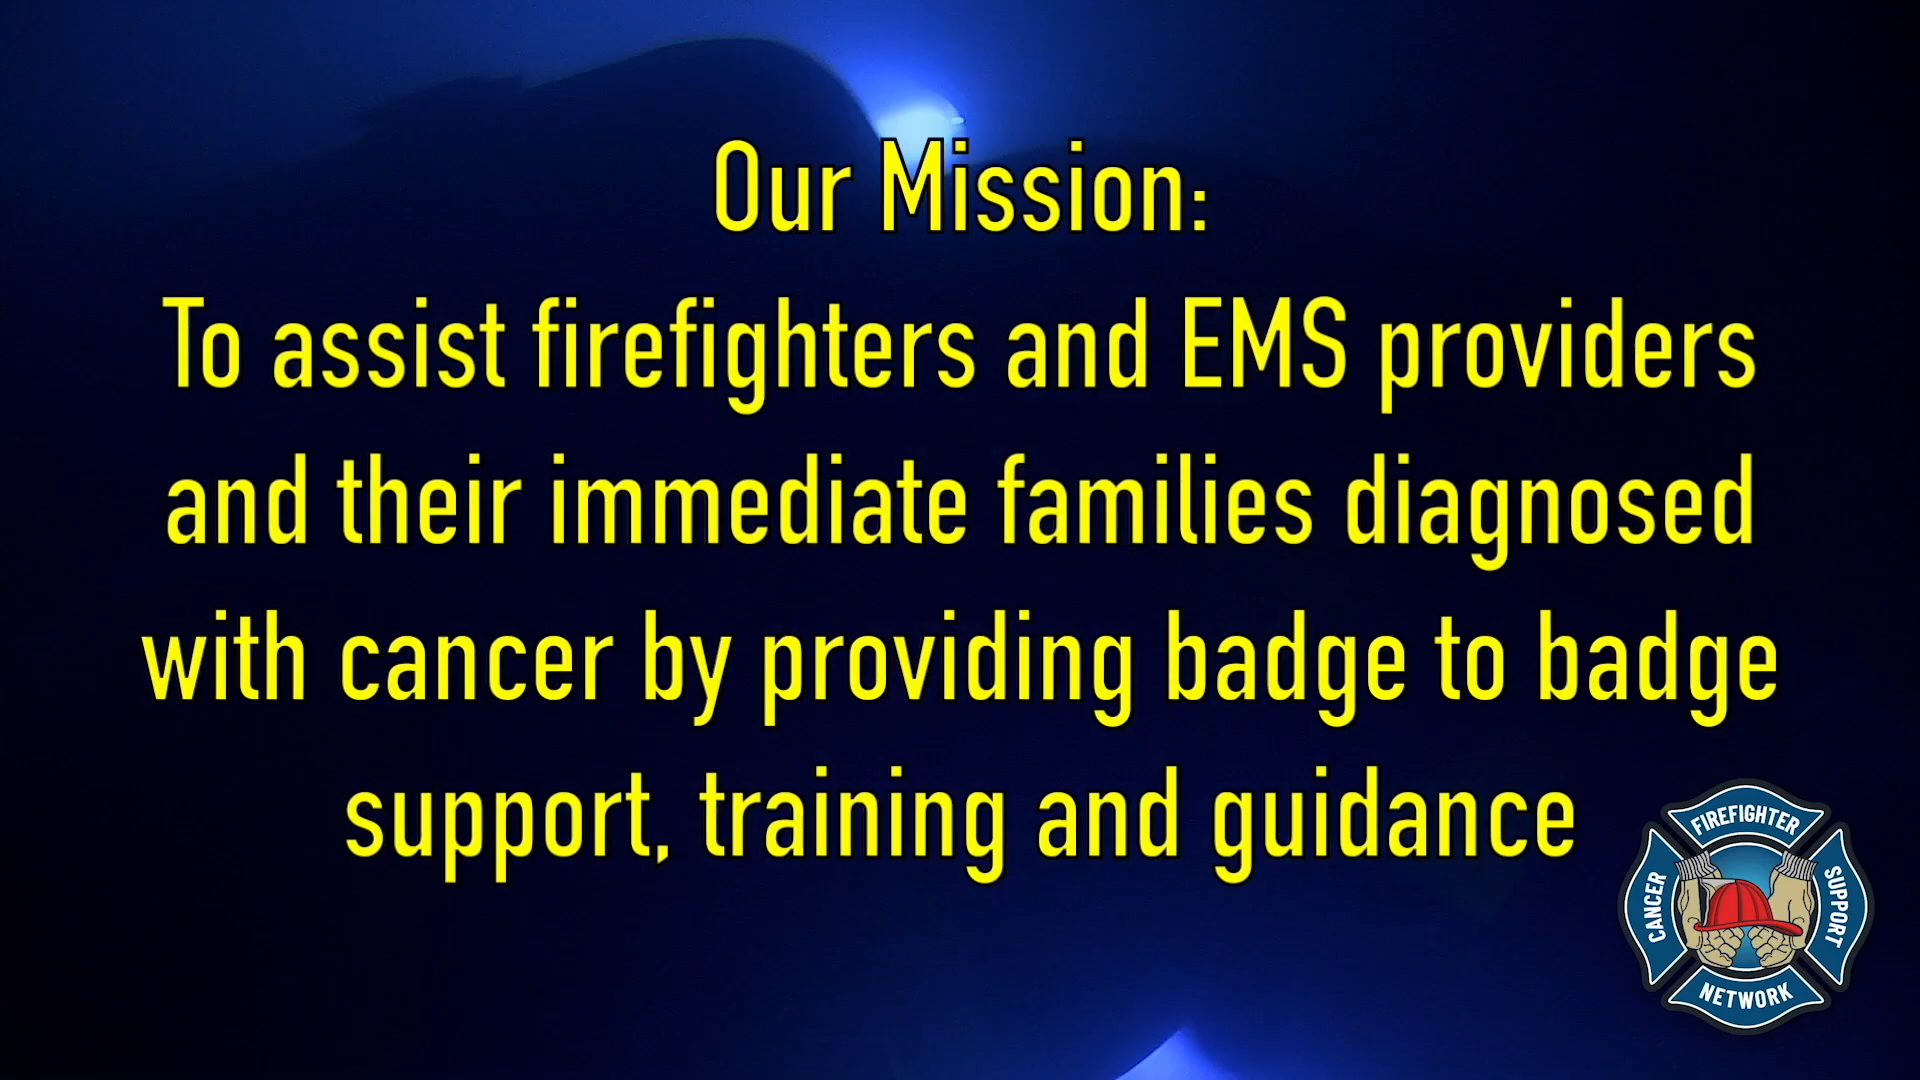 Our Mission:
To assist firefighters and EMS providers
and their immediate families diagnosed
with cancer by providing badge to badge
support, training and guidance
FIREFIGHTER
CANCER
SUPPORT
NETWORK